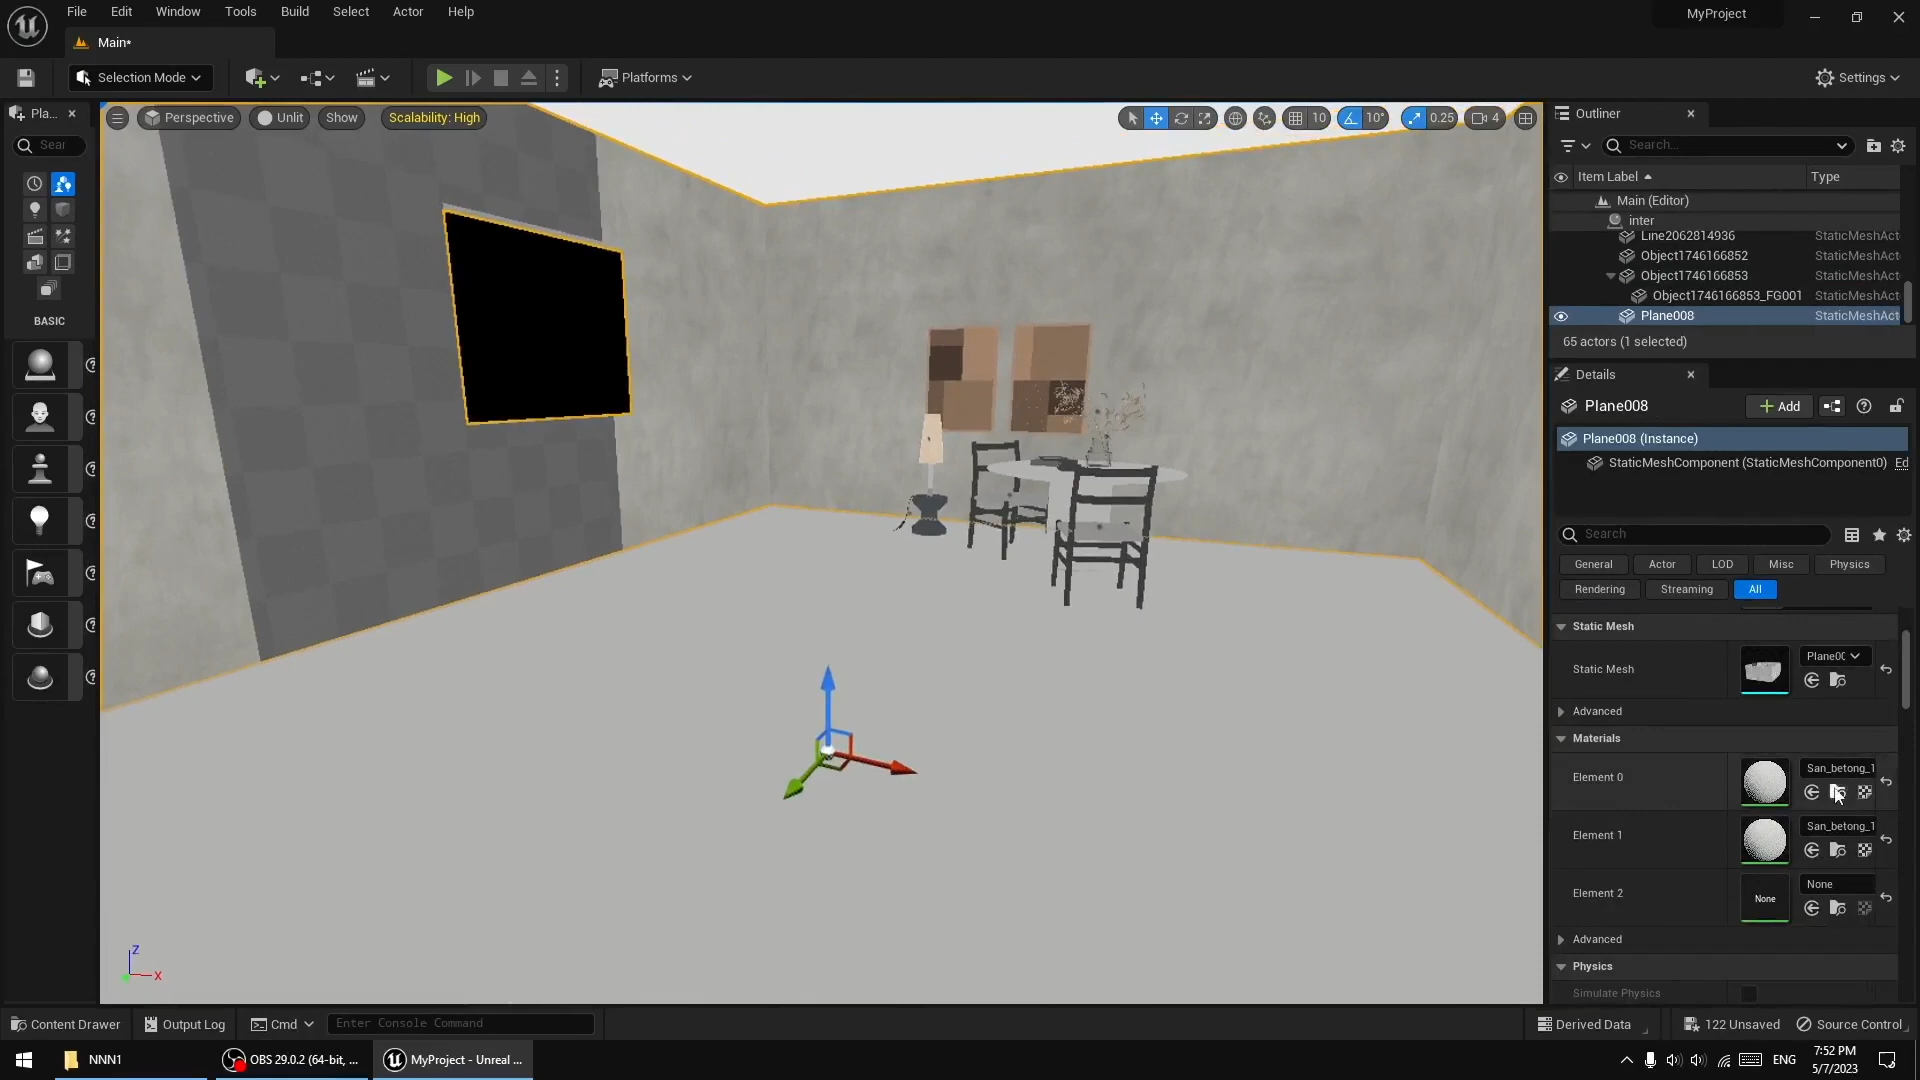 File Edit Window Tools Build Select Actor Help
MyProject
Main*
Selection Mode
Platforms
Settings
Pla...
Perspective
Unlit
Show
Scalability: High
10
10°
0.25
4
Outliner
Sear
Search...
Item Label
Type
Main (Editor)
inter
Line2062814936
StaticMeshAct
Object1746166852
StaticMeshAct
Object1746166853
StaticMeshAct
Object1746166853_FG001
StaticMeshAct
Plane008
StaticMeshAct
BASIC
65 actors (1 selected)
Details
Plane008
Add
Plane008 (Instance)
StaticMeshComponent (StaticMeshComponent0)
Ed
Search
General
Actor
LOD
Misc
Physics
Rendering
Streaming
All
Static Mesh
Static Mesh
Plane0
Advanced
Materials
Element 0
San_betong_1
Element 1
San_betong_1
Element 2
None
None
Advanced
Physics
Simulate Physics
Z
X
Content Drawer
Output Log
Cmd
Enter Console Command
Derived Data
122 Unsaved
Source Control
NNN1
OBS 29.0.2 (64-bit, ...
MyProject - Unreal ...
ENG
7:52 PM
5/7/2023